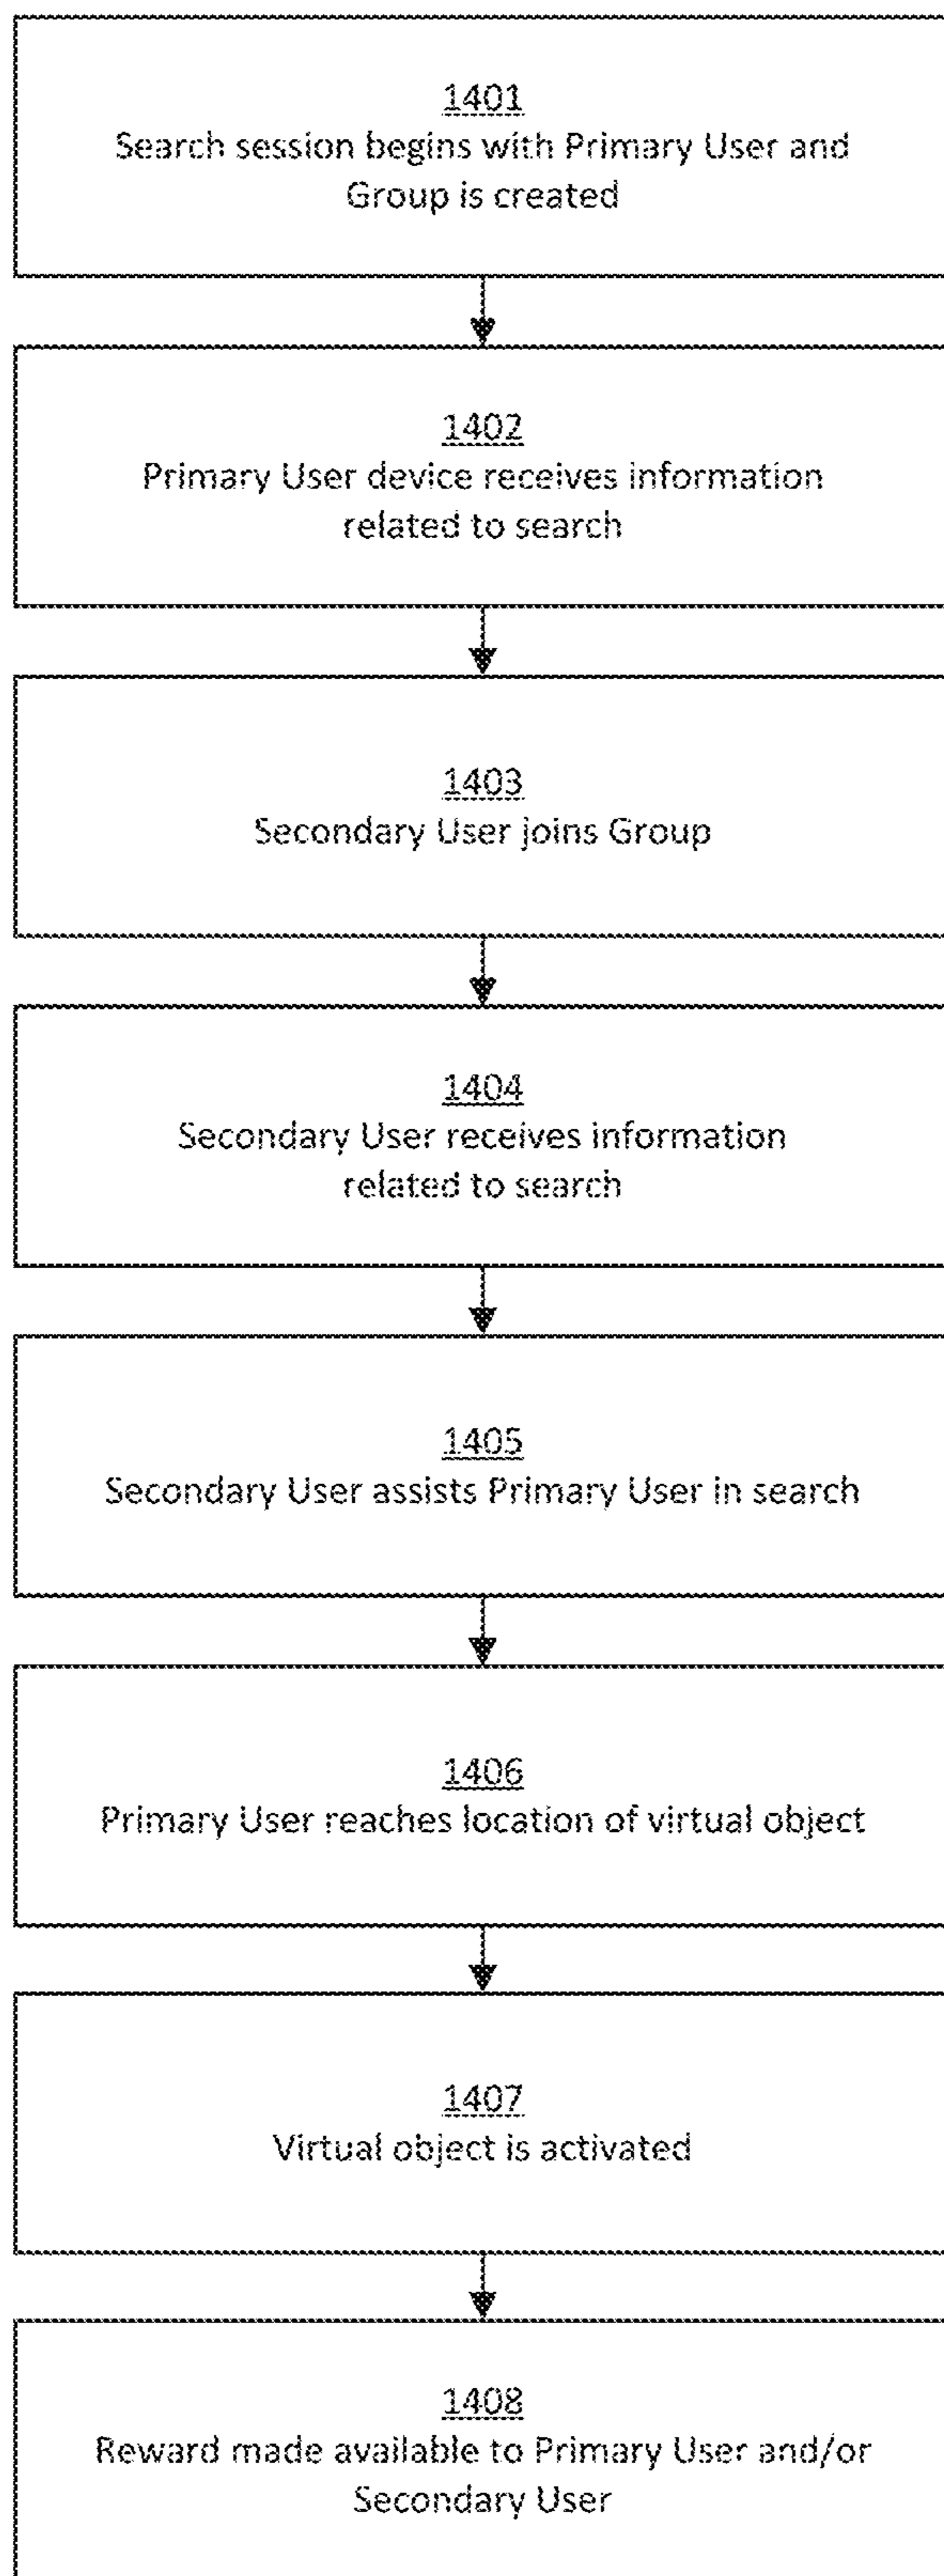 1401
Search session begins with Primary User and
Group is created
1402
Primary User device receives information
related to search
1403
Secondary User joins Group
1404
Secondary User receives information
related to search
1405
Secondary User assists Primary User in search
1406
Primary User reaches location of virtual object
1407
Virtual object is activated
1408
Reward made available to Primary User and/or
Secondary User